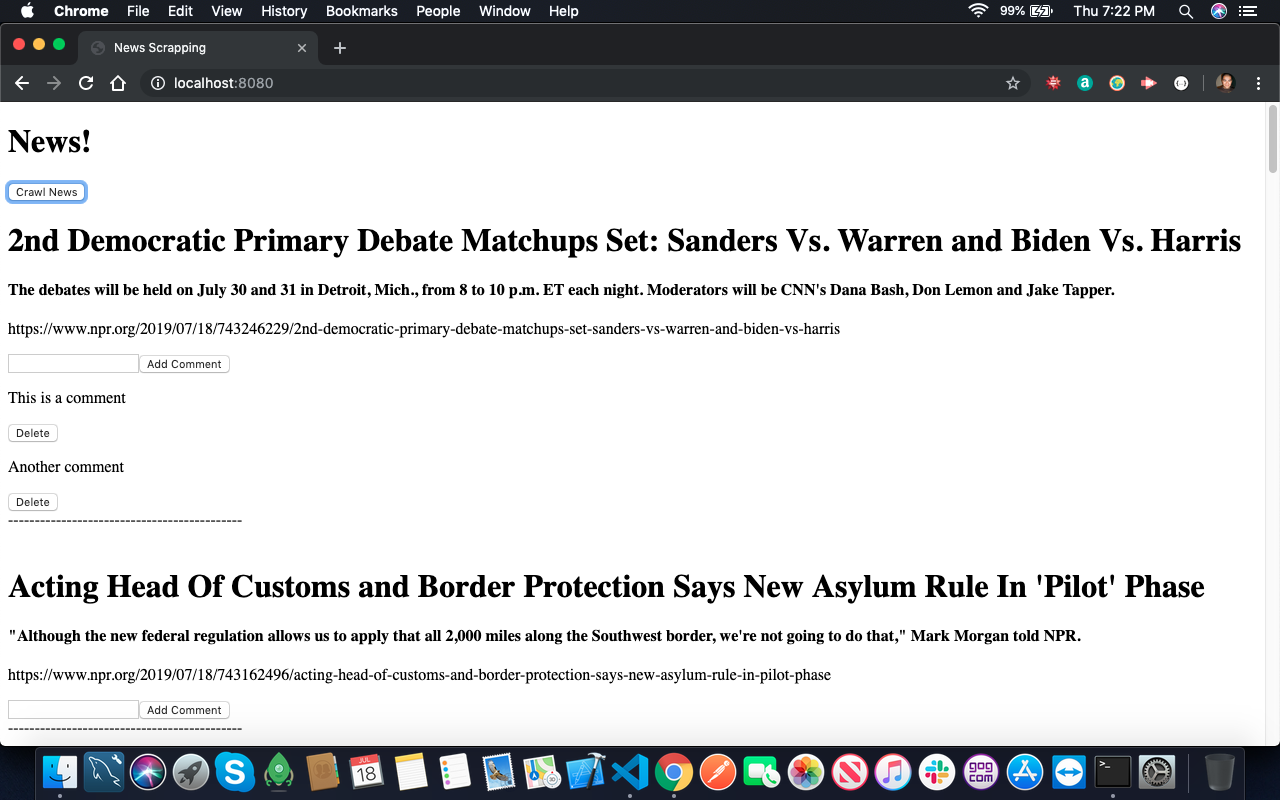 Chrome File Edit View History Bookmarks People Window Help 99% Thu 7:22 PM
News Scrapping
localhost:8080
News!
Crawl News
2nd Democratic Primary Debate Matchups Set: Sanders Vs. Warren and Biden Vs. Harris
The debates will be held on July 30 and 31 in Detroit, Mich., from 8 to 10 p.m. ET each night. Moderators will be CNN's Dana Bash, Don Lemon and Jake Tapper.
https://www.npr.org/2019/07/18/743246229/2nd-democratic-primary-debate-matchups-set-sanders-vs-warren-and-biden-vs-harris
Add Comment
This is a comment
Delete
Another comment
Delete
--------------------------------------------
Acting Head Of Customs and Border Protection Says New Asylum Rule In 'Pilot' Phase
"Although the new federal regulation allows us to apply that all 2,000 miles along the Southwest border, we're not going to do that," Mark Morgan told NPR.
https://www.npr.org/2019/07/18/743162496/acting-head-of-customs-and-border-protection-says-new-asylum-rule-in-pilot-phase
Add Comment
--------------------------------------------
JUL
18
GOG
COM